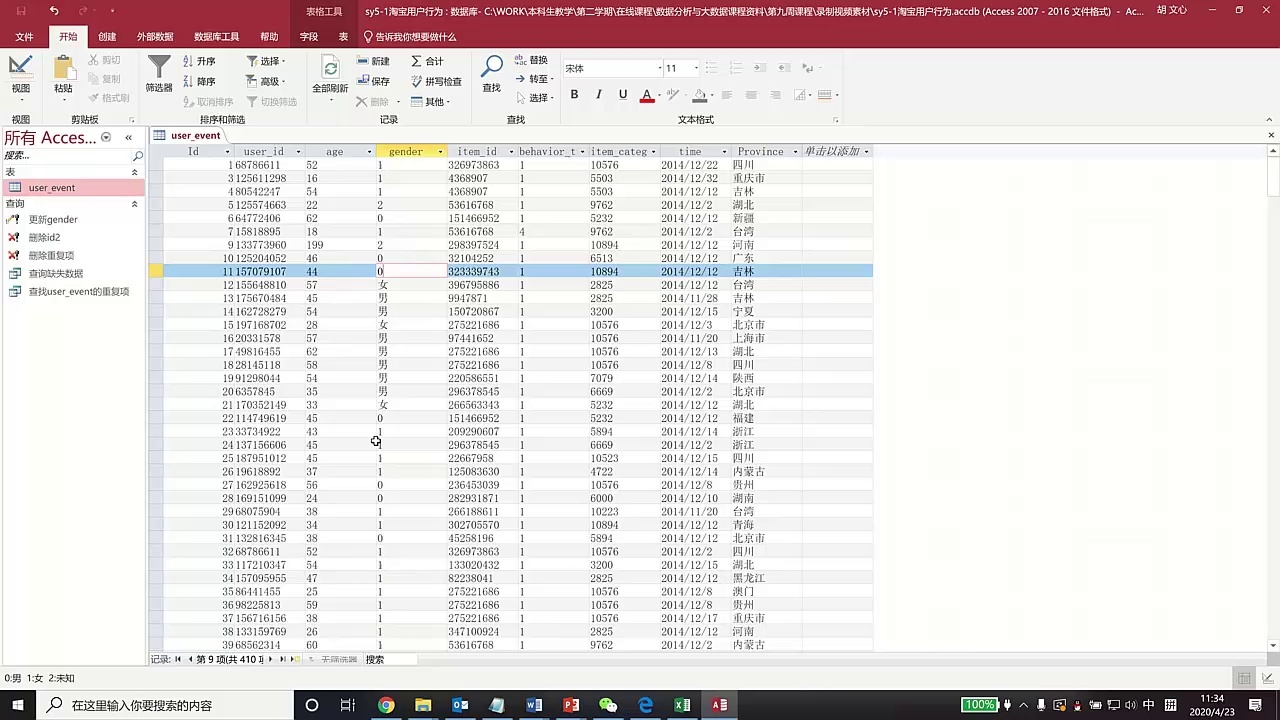 表格工具
sy5-1淘宝用户行为 : 数据库- C:\WORK\本科生教学\第二学期\在线课程\数据分析与大数据课程资料\第九周课程\录制视频素材\sy5-1淘宝用户行为.accdb (Access 2007 - 2016 文件格式) - Ac...
胡 文心
文件 开始 创建 外部数据 数据库工具 帮助 字段 表 告诉我你想要做什么
视图 粘贴 剪切 复制 格式刷 筛选器 升序 降序 取消排序 选择 高级 切换筛选 全部刷新 新建 保存 删除 合计 拼写检查 其他 查找 替换 转至 选择 宋体 11 B I U A
视图 剪贴板 排序和筛选 记录 查找 文本格式
所有 Acces...
搜索...
表
user_event
查询
更新gender
删除id2
删除重复项
查询缺失数据
查找user_event的重复项
user_event
Id user_id age gender item_id behavior_t item_categ time Province 单击以添加
1 68786611 52 1 326973863 1 10576 2014/12/22 四川
3 125611298 16 1 4368907 1 5503 2014/12/32 重庆市
4 80542247 54 1 4368907 1 5503 2014/12/12 吉林
5 125574663 22 2 53616768 1 9762 2014/12/2 湖北
6 64772406 62 0 151466952 1 5232 2014/12/12 新疆
7 15818895 18 1 53616768 4 9762 2014/12/2 台湾
9 133773960 199 2 298397524 1 10894 2014/12/12 河南
10 125204052 46 0 32104252 1 6513 2014/12/12 广东
11 157079107 44 0 323339743 1 10894 2014/12/12 吉林
12 155648810 57 女 396795886 1 2825 2014/12/12 台湾
13 175670484 45 男 9947871 1 2825 2014/11/28 吉林
14 162728279 54 男 150720867 1 3200 2014/12/15 宁夏
15 197168702 28 女 275221686 1 10576 2014/12/3 北京市
16 20331578 57 男 97441652 1 10576 2014/11/20 上海市
17 49816455 62 男 275221686 1 10576 2014/12/13 湖北
18 28145118 58 男 275221686 1 10576 2014/12/8 四川
19 91298044 54 男 220586551 1 7079 2014/12/14 陕西
20 6357845 35 男 296378545 1 6669 2014/12/2 北京市
21 170352149 33 女 266563343 1 5232 2014/12/12 湖北
22 114749619 45 0 151466952 1 5232 2014/12/12 福建
23 33734922 43 1 209290607 1 5894 2014/12/14 浙江
24 137156606 45 296378545 1 6669 2014/12/2 浙江
25 187951012 45 1 22667958 1 10523 2014/12/15 四川
26 19618892 37 1 125083630 1 4722 2014/12/14 内蒙古
27 162925618 56 0 236453039 1 10576 2014/12/8 贵州
28 169151099 24 0 282931871 1 6000 2014/12/10 湖南
29 68075904 38 1 266188611 1 10223 2014/11/20 台湾
30 121152092 34 1 302705570 1 10894 2014/12/12 青海
31 132816345 38 0 45258196 1 5894 2014/12/12 北京市
32 68786611 52 1 326973863 1 10576 2014/12/2 四川
33 117210347 54 1 133020432 1 3200 2014/12/15 湖北
34 157095955 47 1 82238041 1 2825 2014/12/12 黑龙江
35 86441455 25 1 275221686 1 10576 2014/12/8 澳门
36 98225813 59 1 275221686 1 10576 2014/12/8 贵州
37 156716156 38 1 275221686 1 10576 2014/12/17 重庆市
38 133159769 26 1 347100924 1 2825 2014/12/12 河南
39 68562314 60 1 53616768 1 9762 2014/12/2 内蒙古
记录: 第 9 项(共 410 项 无筛选器 搜索
0:男 1:女 2:未知
在这里输入你要搜索的内容
100% 中 拼
11:34
2020/4/23